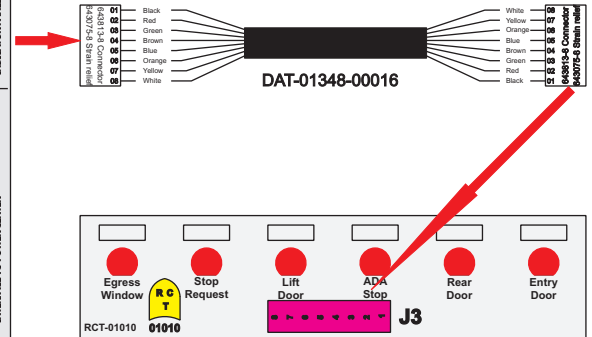 643075-8 Strain relief
643813-8 Connector
01 Black
02 Red
03 Green
04 Brown
05 Blue
06 Orange
07 Yellow
08 White
DAT-01348-00016
White 08
Yellow 07
Orange 06
Blue 05
Brown 04
Green 03
Red 02
Black 01
643813-8 Connector
643075-8 Strain relief
Egress
Window
Stop
Request
Lift
Door
ADA
Stop
Rear
Door
Entry
Door
R C
T
RCT-01010
01010
8 7 6 5 4 3 2 1
J3